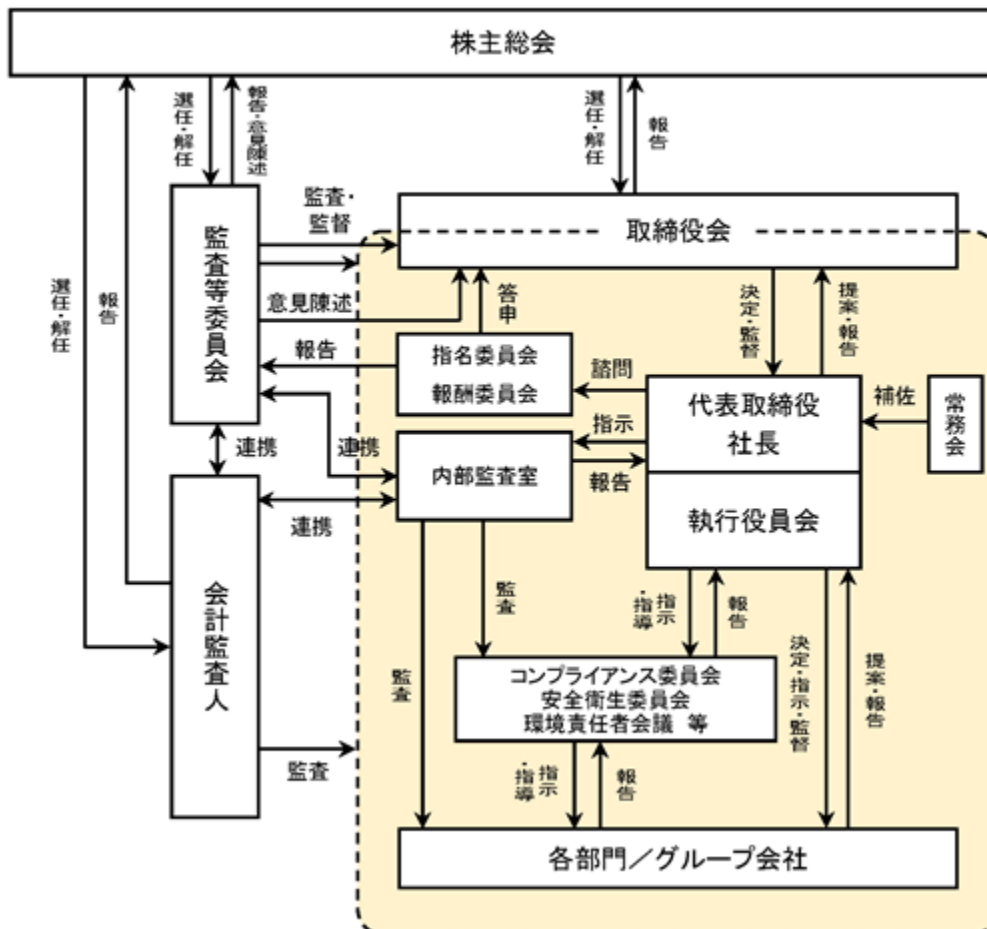 株主総会
選任・解任
報告
選任・解任
報告・意見陳述
選任・解任
報告
監査等委員会
監査・
監督
取締役会
意見陳述
答申
決定・監督
提案・報告
報告
指名委員会
報酬委員会
諮問
代表取締役
社長
補佐
常務会
指示
連携
連携
内部監査室
報告
連携
執行役員会
会計監査人
監査
監査
指示
・指導
報告
決定・指示・監督
提案・報告
コンプライアンス委員会
安全衛生委員会
環境責任者会議 等
監査
指示
・指導
報告
各部門／グループ会社